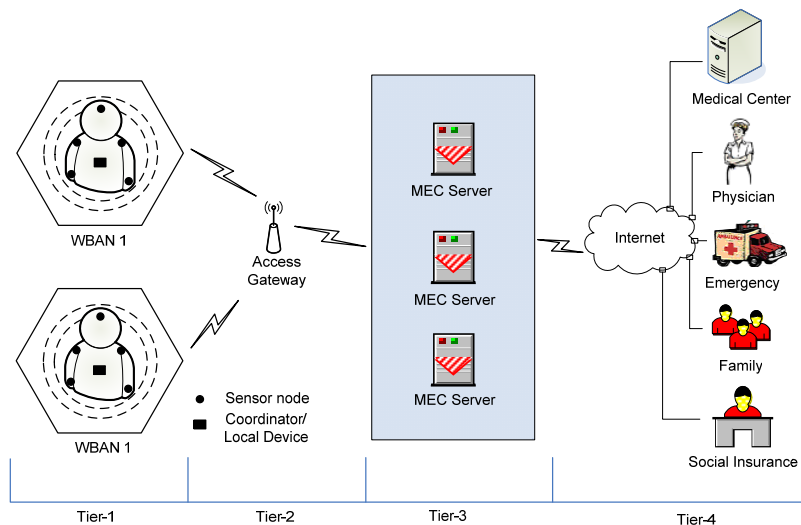 WBAN 1
WBAN 1
Sensor node
Coordinator/
Local Device
Access
Gateway
MEC Server
MEC Server
MEC Server
Internet
Medical Center
Physician
AMBULANCE
Emergency
Family
Social Insurance
Tier-1
Tier-2
Tier-3
Tier-4